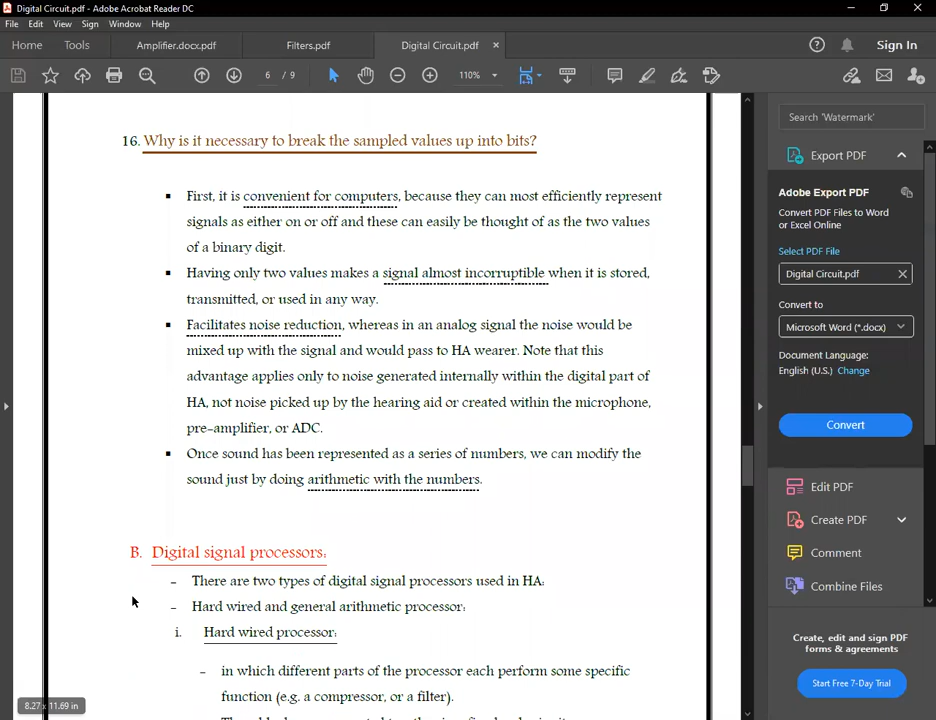 Digital Circuit.pdf - Adobe Acrobat Reader DC
File Edit View Sign Window Help
Home Tools Amplifier.docx.pdf Filters.pdf Digital Circuit.pdf × Sign In
6 / 9 110%
16. Why is it necessary to break the sampled values up into bits?
▪ First, it is convenient for computers, because they can most efficiently represent
signals as either on or off and these can easily be thought of as the two values
of a binary digit.
▪ Having only two values makes a signal almost incorruptible when it is stored,
transmitted, or used in any way.
▪ Facilitates noise reduction, whereas in an analog signal the noise would be
mixed up with the signal and would pass to HA wearer. Note that this
advantage applies only to noise generated internally within the digital part of
HA, not noise picked up by the hearing aid or created within the microphone,
pre-amplifier, or ADC.
▪ Once sound has been represented as a series of numbers, we can modify the
sound just by doing arithmetic with the numbers.
B. Digital signal processors:
– There are two types of digital signal processors used in HA:
– Hard wired and general arithmetic processor:
i. Hard wired processor:
– in which different parts of the processor each perform some specific
function (e.g. a compressor, or a filter).
8.27 x 11.69 in
Search 'Watermark'
Export PDF
Adobe Export PDF
Convert PDF Files to Word
or Excel Online
Select PDF File
Digital Circuit.pdf
Convert to
Microsoft Word (*.docx)
Document Language:
English (U.S.) Change
Convert
Edit PDF
Create PDF
Comment
Combine Files
Create, edit and sign PDF
forms & agreements
Start Free 7-Day Trial